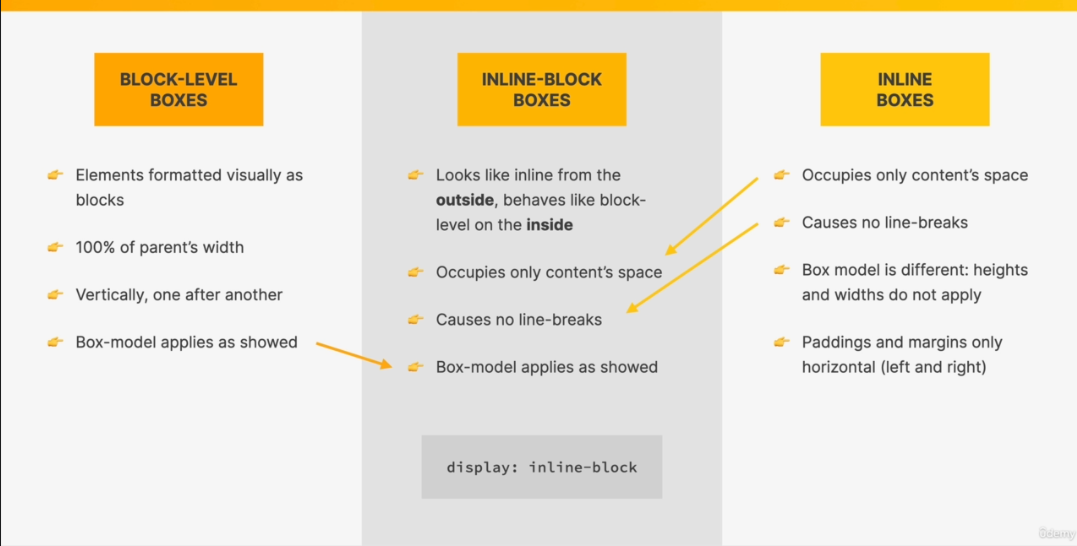 BLOCK-LEVEL
BOXES
Elements formatted visually as
blocks
100% of parent’s width
Vertically, one after another
Box-model applies as showed
INLINE-BLOCK
BOXES
Looks like inline from the
outside, behaves like block-
level on the inside
Occupies only content’s space
Causes no line-breaks
Box-model applies as showed
display: inline-block
INLINE
BOXES
Occupies only content’s space
Causes no line-breaks
Box model is different: heights
and widths do not apply
Paddings and margins only
horizontal (left and right)
ûdemy